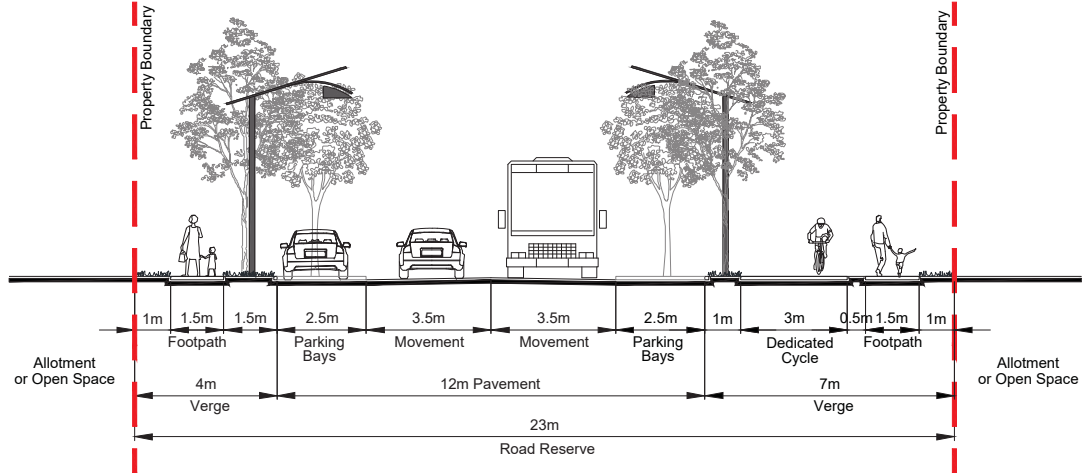 Property Boundary
Property Boundary
1m
1.5m
1.5m
2.5m
3.5m
3.5m
2.5m
1m
3m
0.5m
1.5m
1m
Footpath
Parking
Bays
Movement
Movement
Parking
Bays
Dedicated
Cycle
Footpath
Allotment
or Open Space
Allotment
or Open Space
4m
Verge
12m Pavement
7m
Verge
23m
Road Reserve